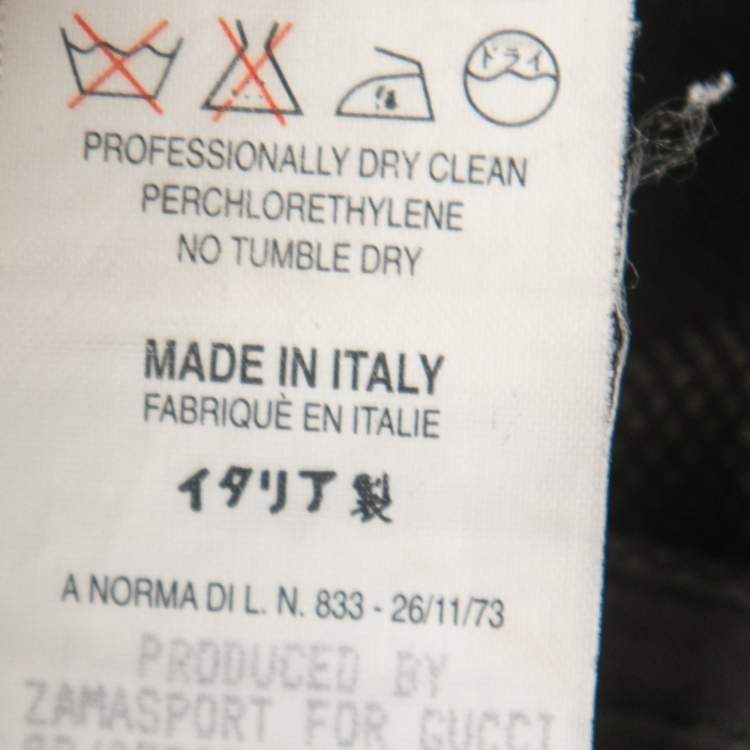 ドライ
PROFESSIONALLY DRY CLEAN
PERCHLORETHYLENE
NO TUMBLE DRY
MADE IN ITALY
FABRIQUÈ EN ITALIE
イタリア製
A NORMA DI L. N. 833 - 26/11/73
PRODUCED BY
ZAMASPORT FOR GUCCI